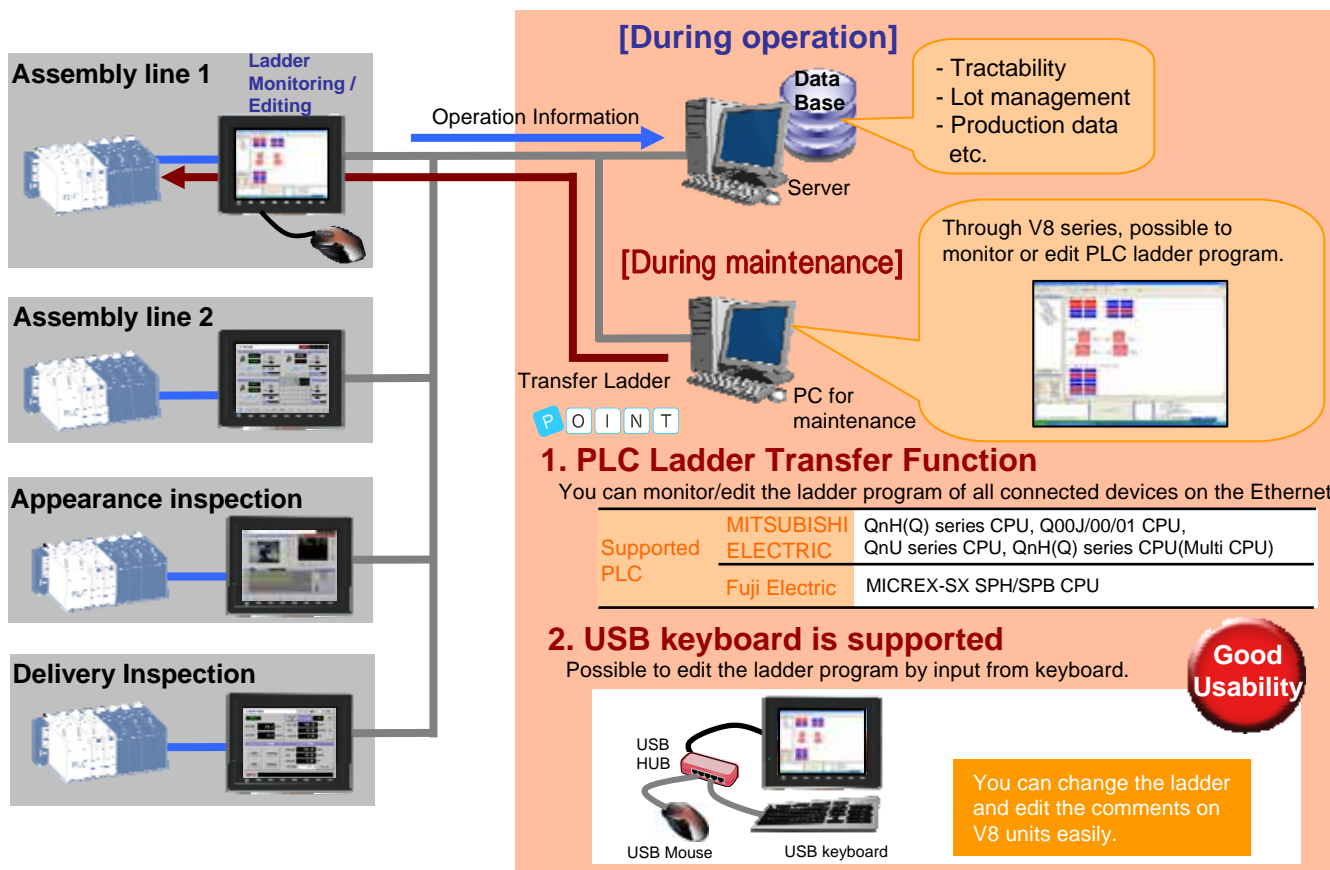 Assembly line 1
Ladder
Monitoring /
Editing
PLC
Assembly line 2
PLC
Appearance inspection
PLC
Delivery Inspection
PLC
Operation Information
[During operation]
Data
Base
Server
- Tractability
- Lot management
- Production data
etc.
[During maintenance]
Through V8 series, possible to
monitor or edit PLC ladder program.
Transfer Ladder
PC for
maintenance
POINT
1. PLC Ladder Transfer Function
You can monitor/edit the ladder program of all connected devices on the Ethernet
Supported
PLC
MITSUBISHI
ELECTRIC
QnH(Q) series CPU, Q00J/00/01 CPU,
QnU series CPU, QnH(Q) series CPU(Multi CPU)
Fuji Electric
MICREX-SX SPH/SPB CPU
2. USB keyboard is supported
Possible to edit the ladder program by input from keyboard.
Good
Usability
USB
HUB
USB Mouse
USB keyboard
You can change the ladder
and edit the comments on
V8 units easily.